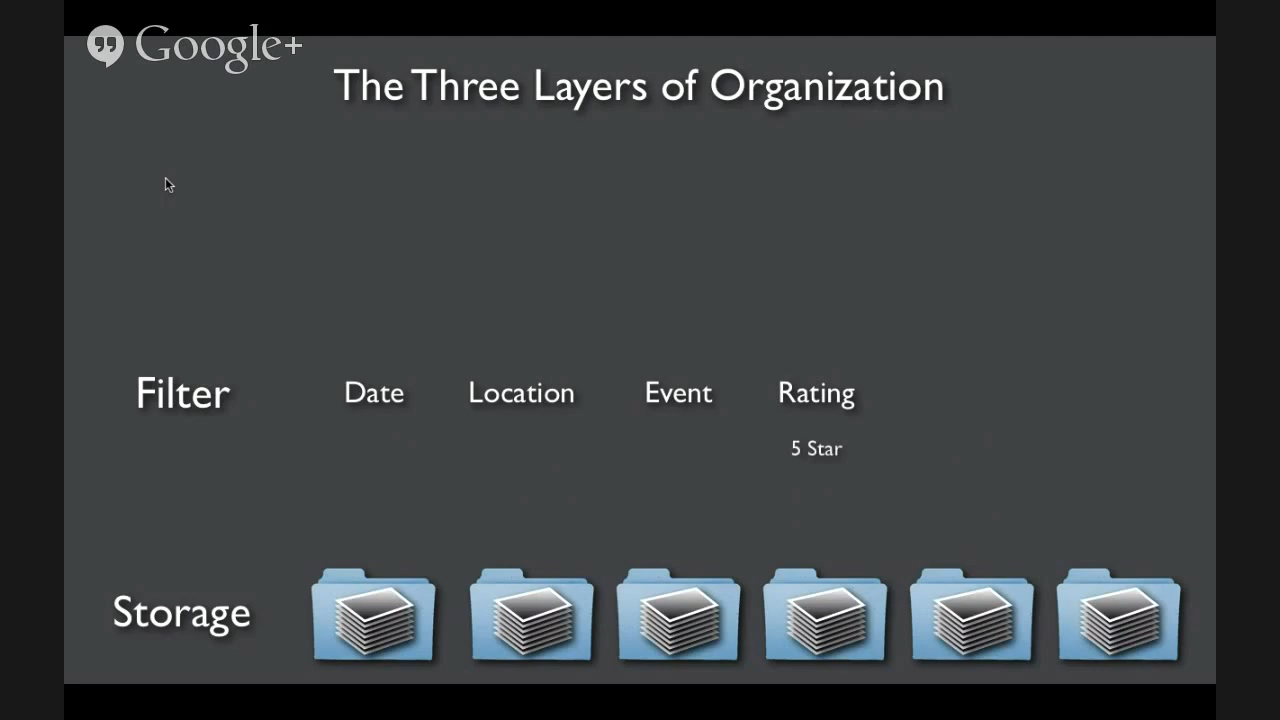 Google+
The Three Layers of Organization
Filter Date Location Event Rating
5 Star
Storage